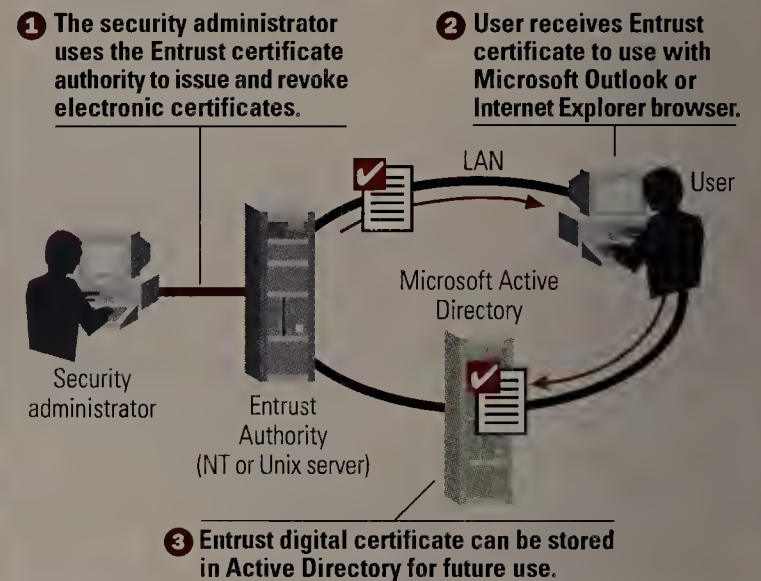 1 The security administrator
uses the Entrust certificate
authority to issue and revoke
electronic certificates.
2 User receives Entrust
certificate to use with
Microsoft Outlook or
Internet Explorer browser.
LAN
User
Microsoft Active
Directory
Security
administrator
Entrust
Authority
(NT or Unix server)
3 Entrust digital certificate can be stored
in Active Directory for future use.